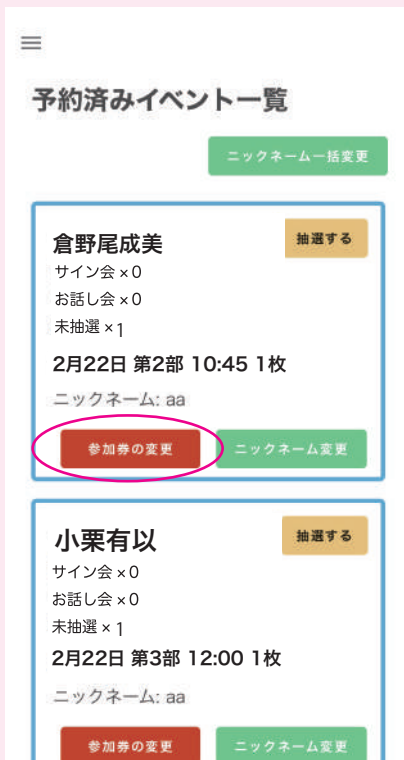 予約済みイベント一覧
ニックネーム一括変更
倉野尾成美
抽選する
サイン会 ×0
お話し会 ×0
未抽選 ×1
2月22日 第2部 10:45 1枚
ニックネーム: aa
参加券の変更 ニックネーム変更
小栗有以
抽選する
サイン会 ×0
お話し会 ×0
未抽選 × 1
2月22日 第3部 12:00 1枚
ニックネーム: aa
参加券の変更 ニックネーム変更